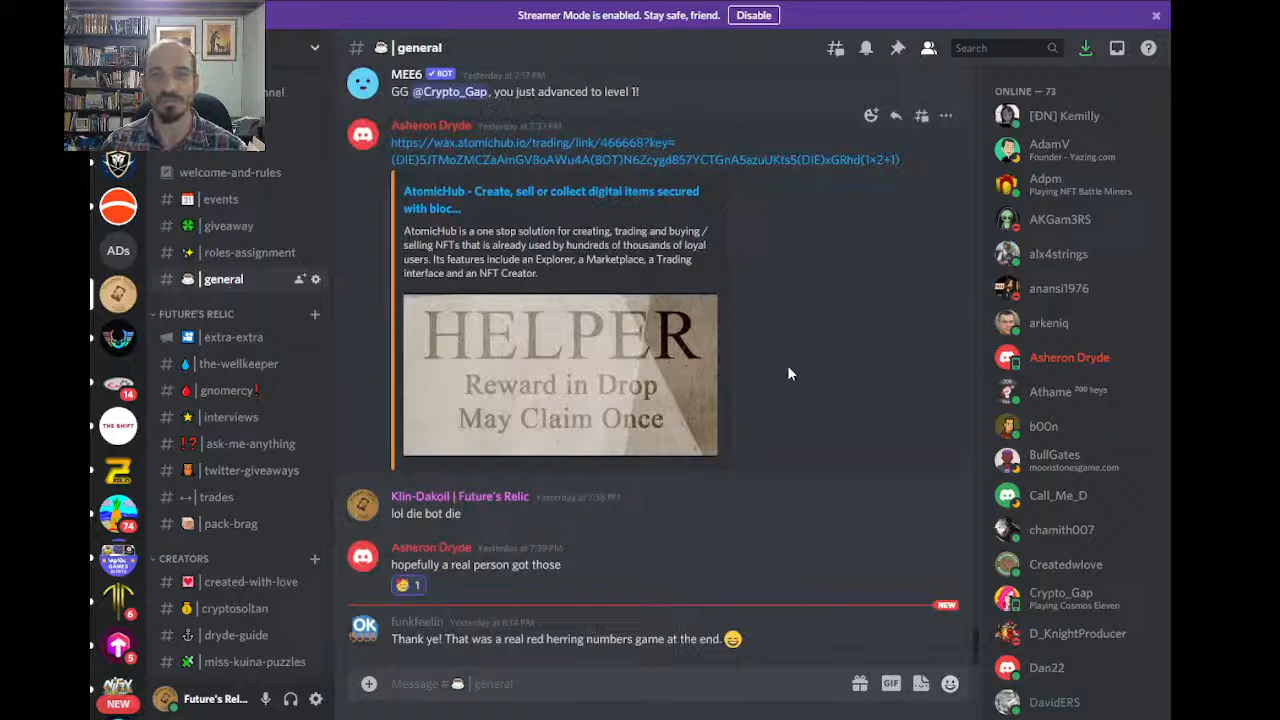 Streamer Mode is enabled. Stay safe, friend. Disable
general
Search
MEE6 BOT Yesterday at 7:17 PM
GG @Crypto_Gap, you just advanced to level 1!
Asheron Dryde Yesterday at 7:37 PM
https://wax.atomichub.io/trading/link/466668?key=
(DIE)5JTMoZMCZaAmGVBoAWu4A(BOT)N6Zcygd857YCTGnA5azuUKts5(DIE)xGRhd(1×2+1)
AtomicHub - Create, sell or collect digital items secured
with bloc...
AtomicHub is a one stop solution for creating, trading and buying /
selling NFTs that is already used by hundreds of thousands of loyal
users. Its features include an Explorer, a Marketplace, a Trading
Interface and an NFT Creator.
HELPER
Reward in Drop
May Claim Once
Klin-Dakoil | Future's Relic Yesterday at 7:38 PM
lol die bot die
Asheron Dryde Yesterday at 7:39 PM
hopefully a real person got those
1
NEW
funkfeelin Yesterday at 8:14 PM
Thank ye! That was a real red herring numbers game at the end.
Message # | general
GIF
nnel
welcome-and-rules
events
giveaway
roles-assignment
general
FUTURE'S RELIC
extra-extra
the-wellkeeper
gnomercy
interviews
ask-me-anything
twitter-giveaways
trades
pack-brag
CREATORS
created-with-love
cryptosoltan
dryde-guide
miss-kuina-puzzles
Future's Rel...
ADs
14
THE SHIFT
74
6
5
NEW
ONLINE — 73
[DN] Kemilly
AdamV
Founder - Yazing.com
Adpm
Playing NFT Battle Miners
AKGam3RS
alx4strings
anansi1976
arkeniq
Asheron Dryde
Athame 200 keys
b00n
BullGates
moonstonesgame.com
Call_Me_D
chamith007
Createdwlove
Crypto_Gap
Playing Cosmos Eleven
D_KnightProducer
Dan22
DavidERS